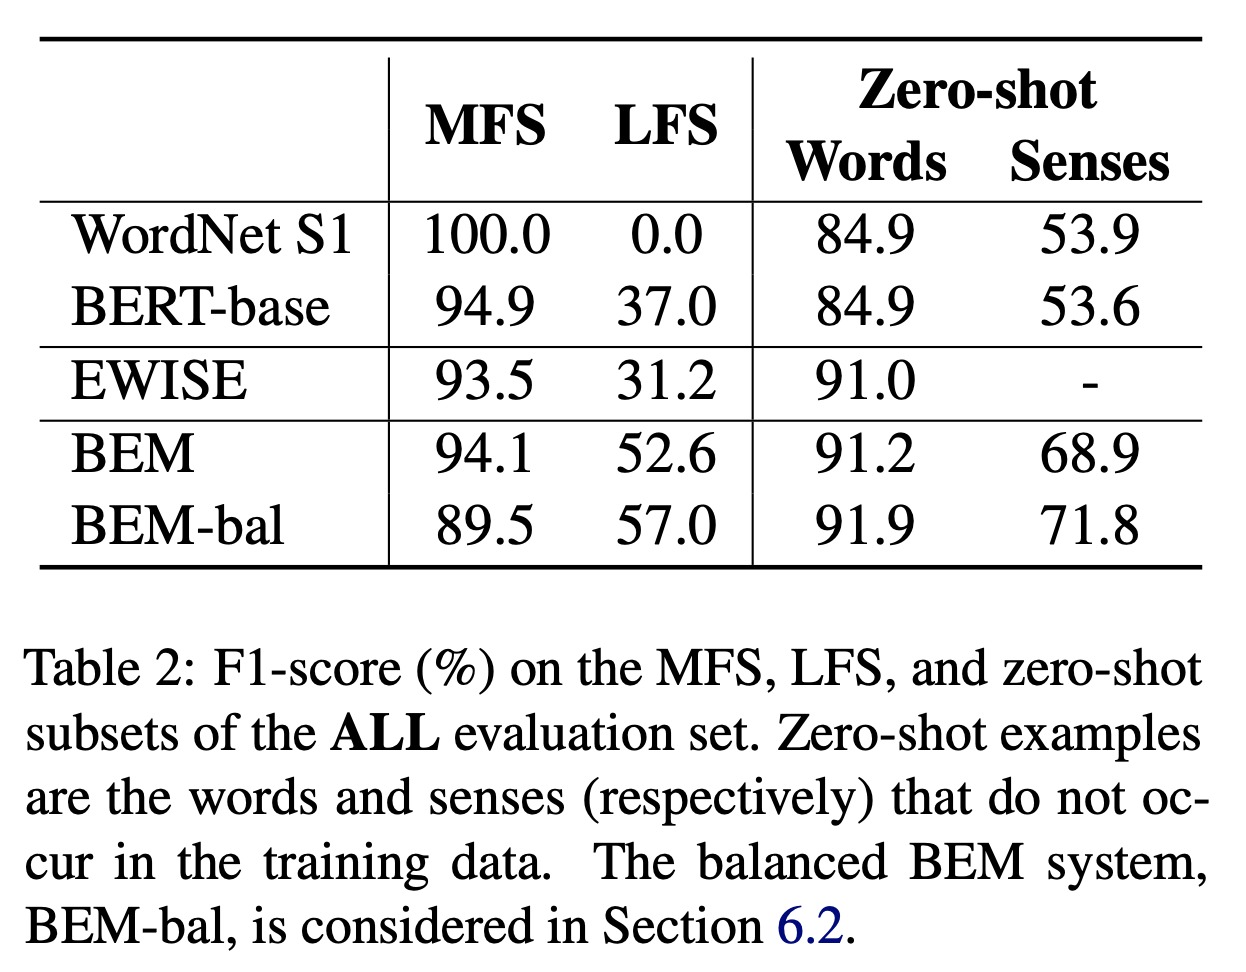 MFS LFS Zero-shot
Words Senses
WordNet S1 100.0 0.0 84.9 53.9
BERT-base 94.9 37.0 84.9 53.6
EWISE 93.5 31.2 91.0 -
BEM 94.1 52.6 91.2 68.9
BEM-bal 89.5 57.0 91.9 71.8
Table 2: F1-score (%) on the MFS, LFS, and zero-shot
subsets of the ALL evaluation set. Zero-shot examples
are the words and senses (respectively) that do not oc-
cur in the training data. The balanced BEM system,
BEM-bal, is considered in Section 6.2.